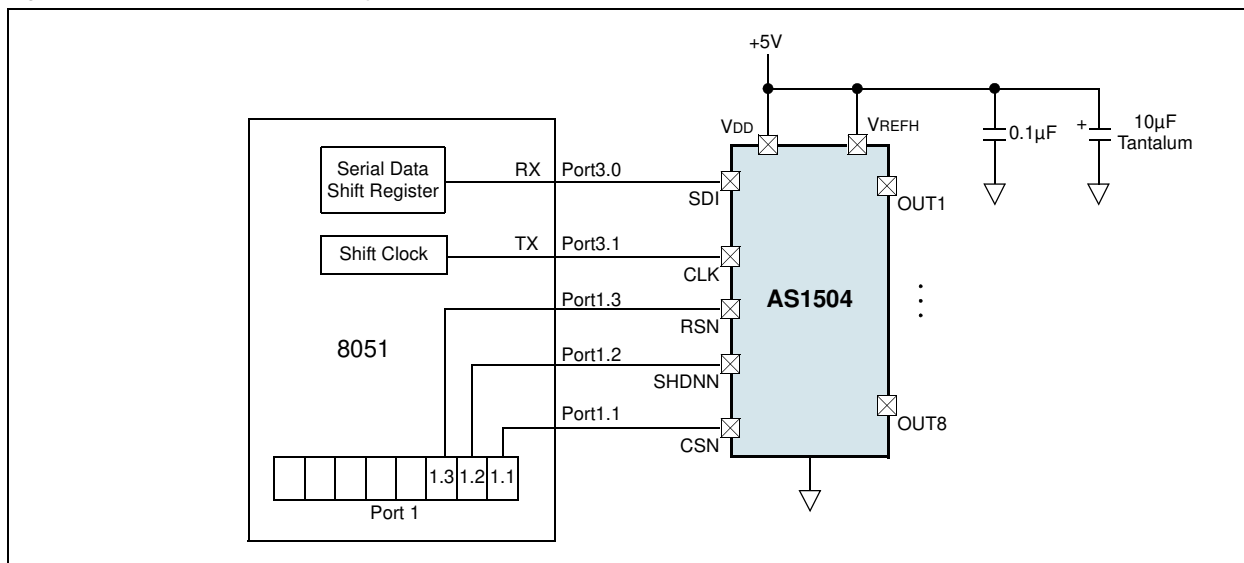 +5V
VDD
VREFH
0.1µF
+
10µF
Tantalum
Serial Data
Shift Register
RX
Port3.0
SDI
OUT1
Shift Clock
TX
Port3.1
CLK
AS1504
Port1.3
RSN
8051
Port1.2
SHDNN
Port1.1
CSN
OUT8
1.3
1.2
1.1
Port 1